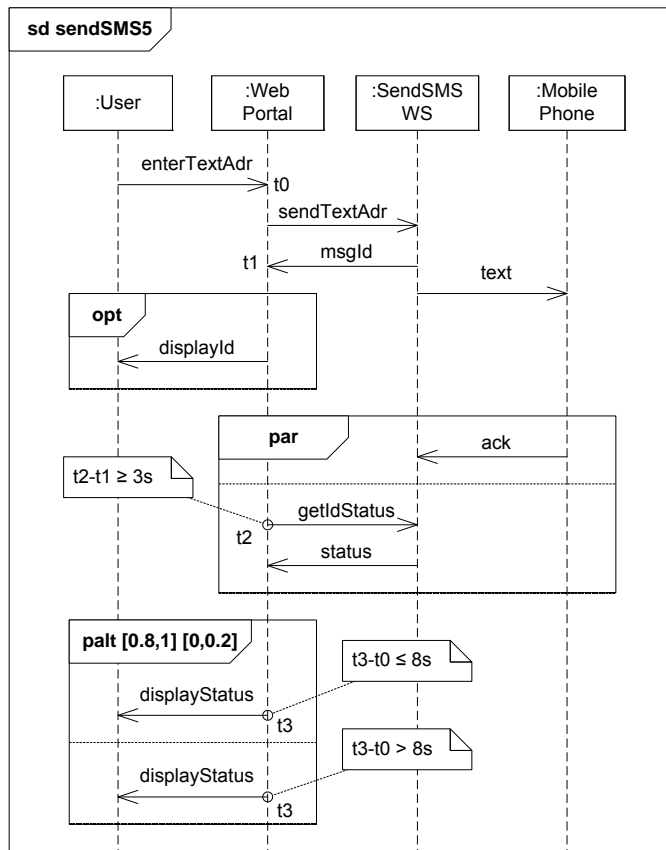 sd sendSMS5
:User
:Web
Portal
:SendSMS
WS
:Mobile
Phone
enterTextAdr
t0
sendTextAdr
msgId
t1
text
opt
displayId
par
ack
t2-t1 ≥ 3s
getIdStatus
t2
status
palt [0.8,1] [0,0.2]
t3-t0 ≤ 8s
displayStatus
t3
t3-t0 > 8s
displayStatus
t3